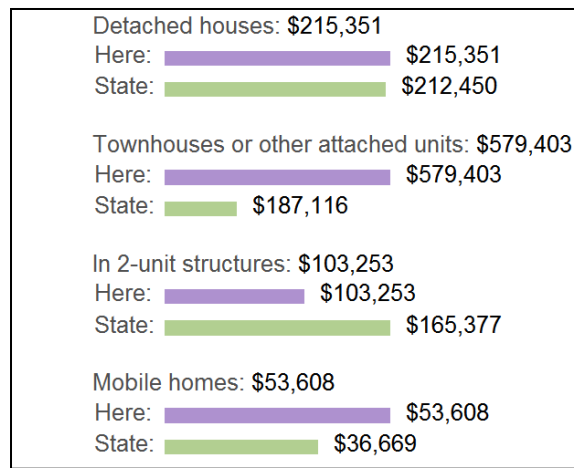 Detached houses: $215,351
Here: $215,351
State: $212,450
Townhouses or other attached units: $579,403
Here: $579,403
State: $187,116
In 2-unit structures: $103,253
Here: $103,253
State: $165,377
Mobile homes: $53,608
Here: $53,608
State: $36,669